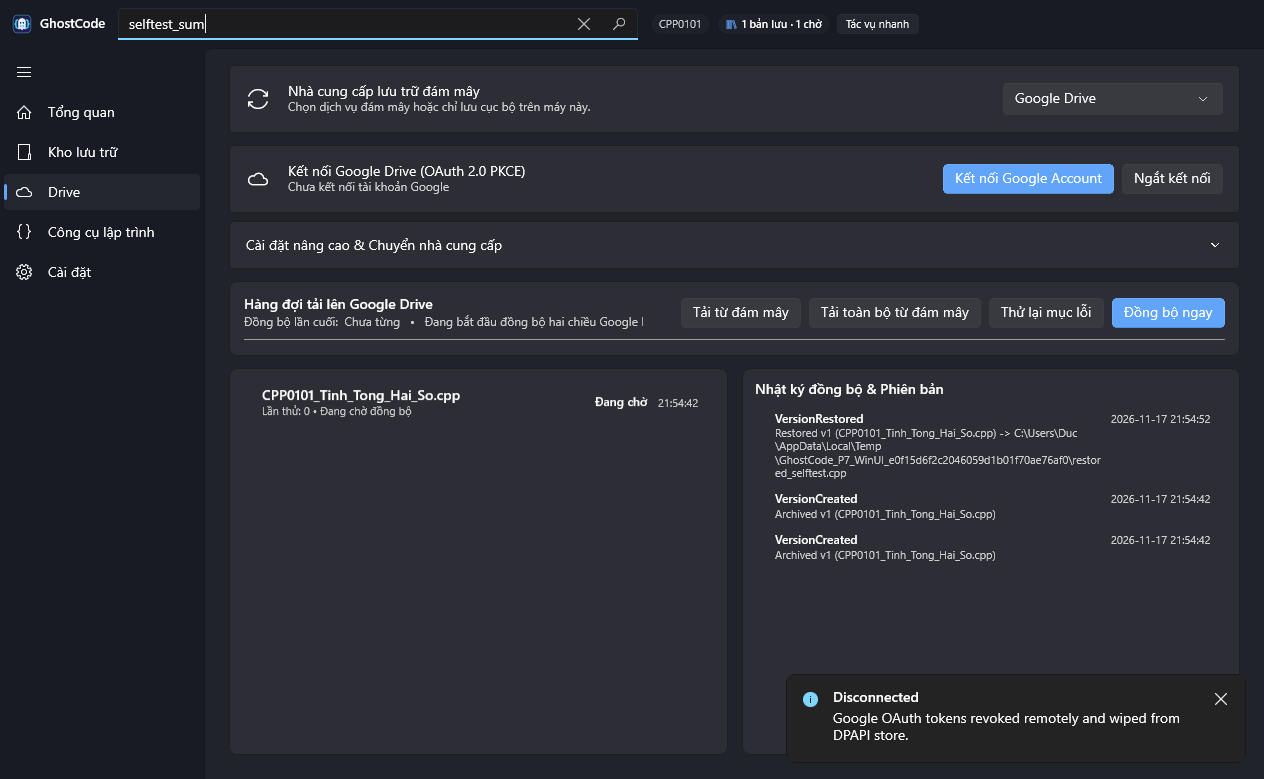 GhostCode
selftest_sum
CPP0101
1 bản lưu · 1 chờ
Tác vụ nhanh
Tổng quan
Kho lưu trữ
Drive
Công cụ lập trình
Cài đặt
Nhà cung cấp lưu trữ đám mây
Chọn dịch vụ đám mây hoặc chỉ lưu cục bộ trên máy này.
Google Drive
Kết nối Google Drive (OAuth 2.0 PKCE)
Chưa kết nối tài khoản Google
Kết nối Google Account
Ngắt kết nối
Cài đặt nâng cao & Chuyển nhà cung cấp
Hàng đợi tải lên Google Drive
Đồng bộ lần cuối: Chưa từng • Đang bắt đầu đồng bộ hai chiều Google
Tải từ đám mây
Tải toàn bộ từ đám mây
Thử lại mục lỗi
Đồng bộ ngay
CPP0101_Tinh_Tong_Hai_So.cpp
Lần thử: 0 • Đang chờ đồng bộ
Đang chờ
21:54:42
Nhật ký đồng bộ & Phiên bản
VersionRestored
2026-11-17 21:54:52
Restored v1 (CPP0101_Tinh_Tong_Hai_So.cpp) -> C:\Users\Duc
\AppData\Local\Temp
\GhostCode_P7_WinUI_e0f15d6f2c2046059d1b01f70ae76af0\restor
ed_selftest.cpp
VersionCreated
2026-11-17 21:54:42
Archived v1 (CPP0101_Tinh_Tong_Hai_So.cpp)
VersionCreated
2026-11-17 21:54:42
Archived v1 (CPP0101_Tinh_Tong_Hai_So.cpp)
Disconnected
Google OAuth tokens revoked remotely and wiped from
DPAPI store.